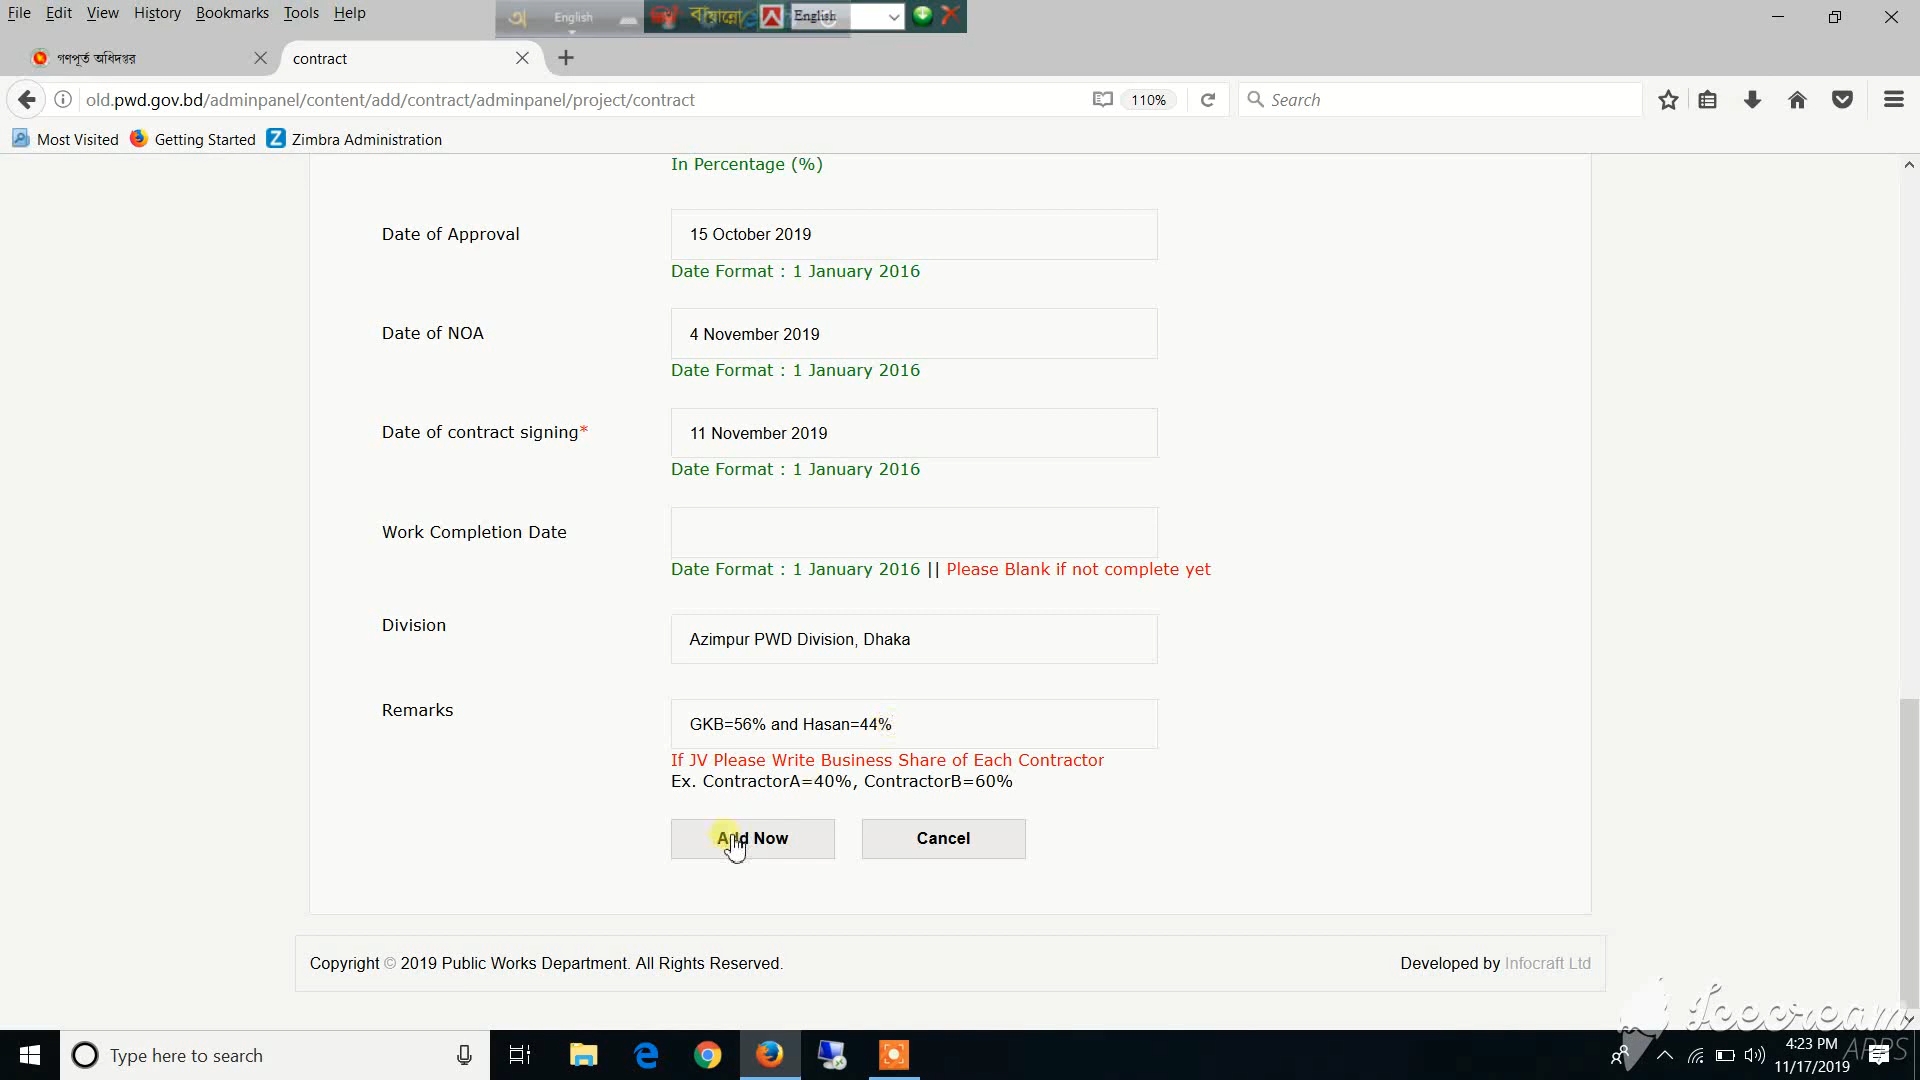 File Edit View History Bookmarks Tools Help
English
English
গণপূর্ত অধিদপ্তর
contract
old.pwd.gov.bd/adminpanel/content/add/contract/adminpanel/project/contract
110%
Search
Most Visited Getting Started Zimbra Administration
In Percentage (%)
Date of Approval
15 October 2019
Date Format : 1 January 2016
Date of NOA
4 November 2019
Date Format : 1 January 2016
Date of contract signing*
11 November 2019
Date Format : 1 January 2016
Work Completion Date
Date Format : 1 January 2016 || Please Blank if not complete yet
Division
Azimpur PWD Division, Dhaka
Remarks
GKB=56% and Hasan=44%
If JV Please Write Business Share of Each Contractor
Ex. ContractorA=40%, ContractorB=60%
Add Now Cancel
Copyright © 2019 Public Works Department. All Rights Reserved.
Developed by Infocraft Ltd
Icecream
APPS
Type here to search
4:23 PM
11/17/2019